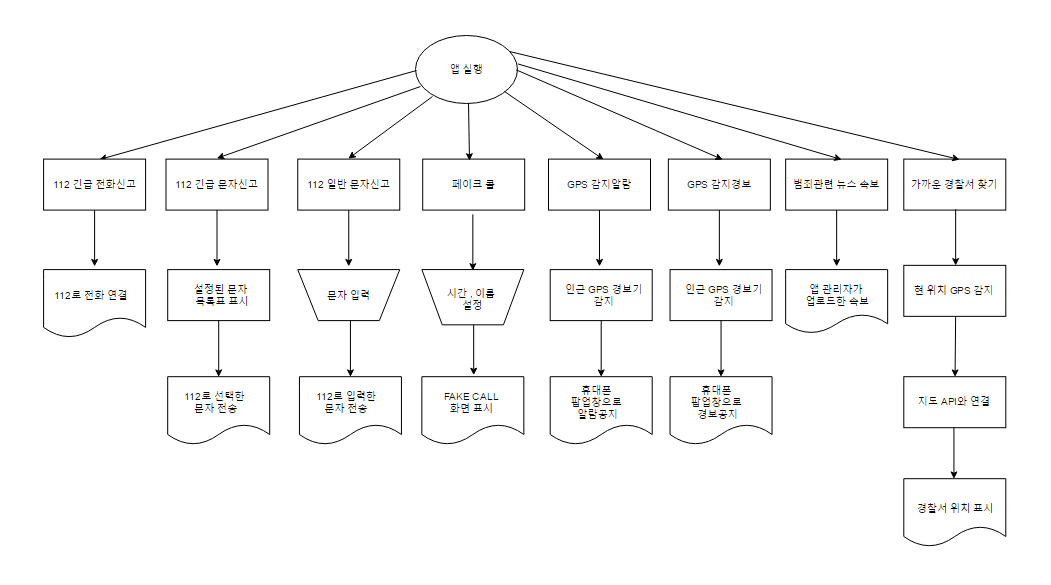 앱 실행
112 긴급 전화신고
112 긴급 문자신고
112 일반 문자신고
페이크 콜
GPS 감지알람
GPS 감지경보
범죄관련 뉴스 속보
가까운 경찰서 찾기
112로 전화 연결
설정된 문자
목록표 표시
문자 입력
시간 , 이름
설정
인근 GPS 경보기
감지
인근 GPS 경보기
감지
앱 관리자가
업로드한 속보
현 위치 GPS 감지
112로 선택한
문자 전송
112로 입력한
문자 전송
FAKE CALL
화면 표시
휴대폰
팝업창으로
알람공지
휴대폰
팝업창으로
경보공지
지도 API와 연결
경찰서 위치 표시